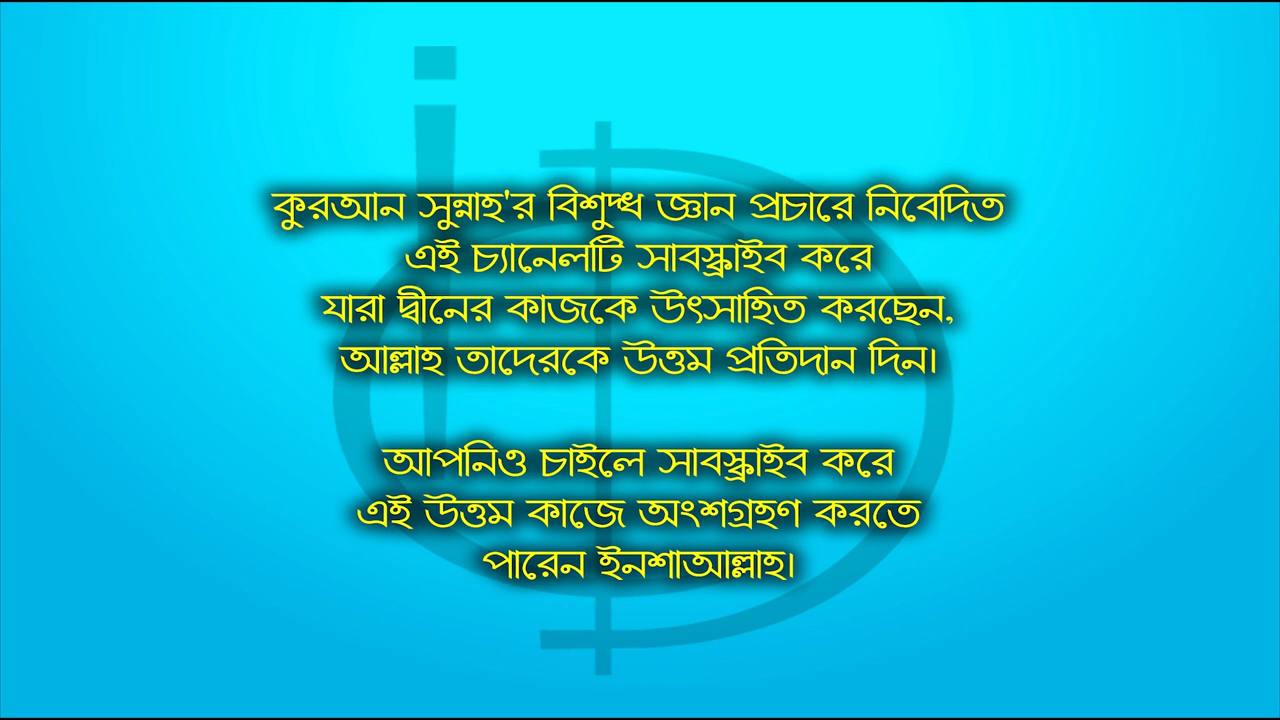 কুরআন সুন্নাহ'র বিশুদ্ধ জ্ঞান প্রচারে নিবেদিত
এই চ্যানেলটি সাবস্ক্রাইব করে
যারা দ্বীনের কাজকে উৎসাহিত করছেন,
আল্লাহ তাদেরকে উত্তম প্রতিদান দিন।
আপনিও চাইলে সাবস্ক্রাইব করে
এই উত্তম কাজে অংশগ্রহণ করতে
পারেন ইনশাআল্লাহ।